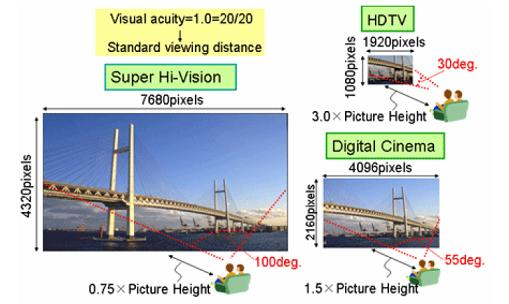 Visual acuity=1.0=20/20
Standard viewing distance
Super Hi-Vision
7680pixels
4320pixels
100deg.
0.75×Picture Height
HDTV
1920pixels
1080pixels
30deg.
3.0×Picture Height
Digital Cinema
4096pixels
2160pixels
55deg.
1.5×Picture Height